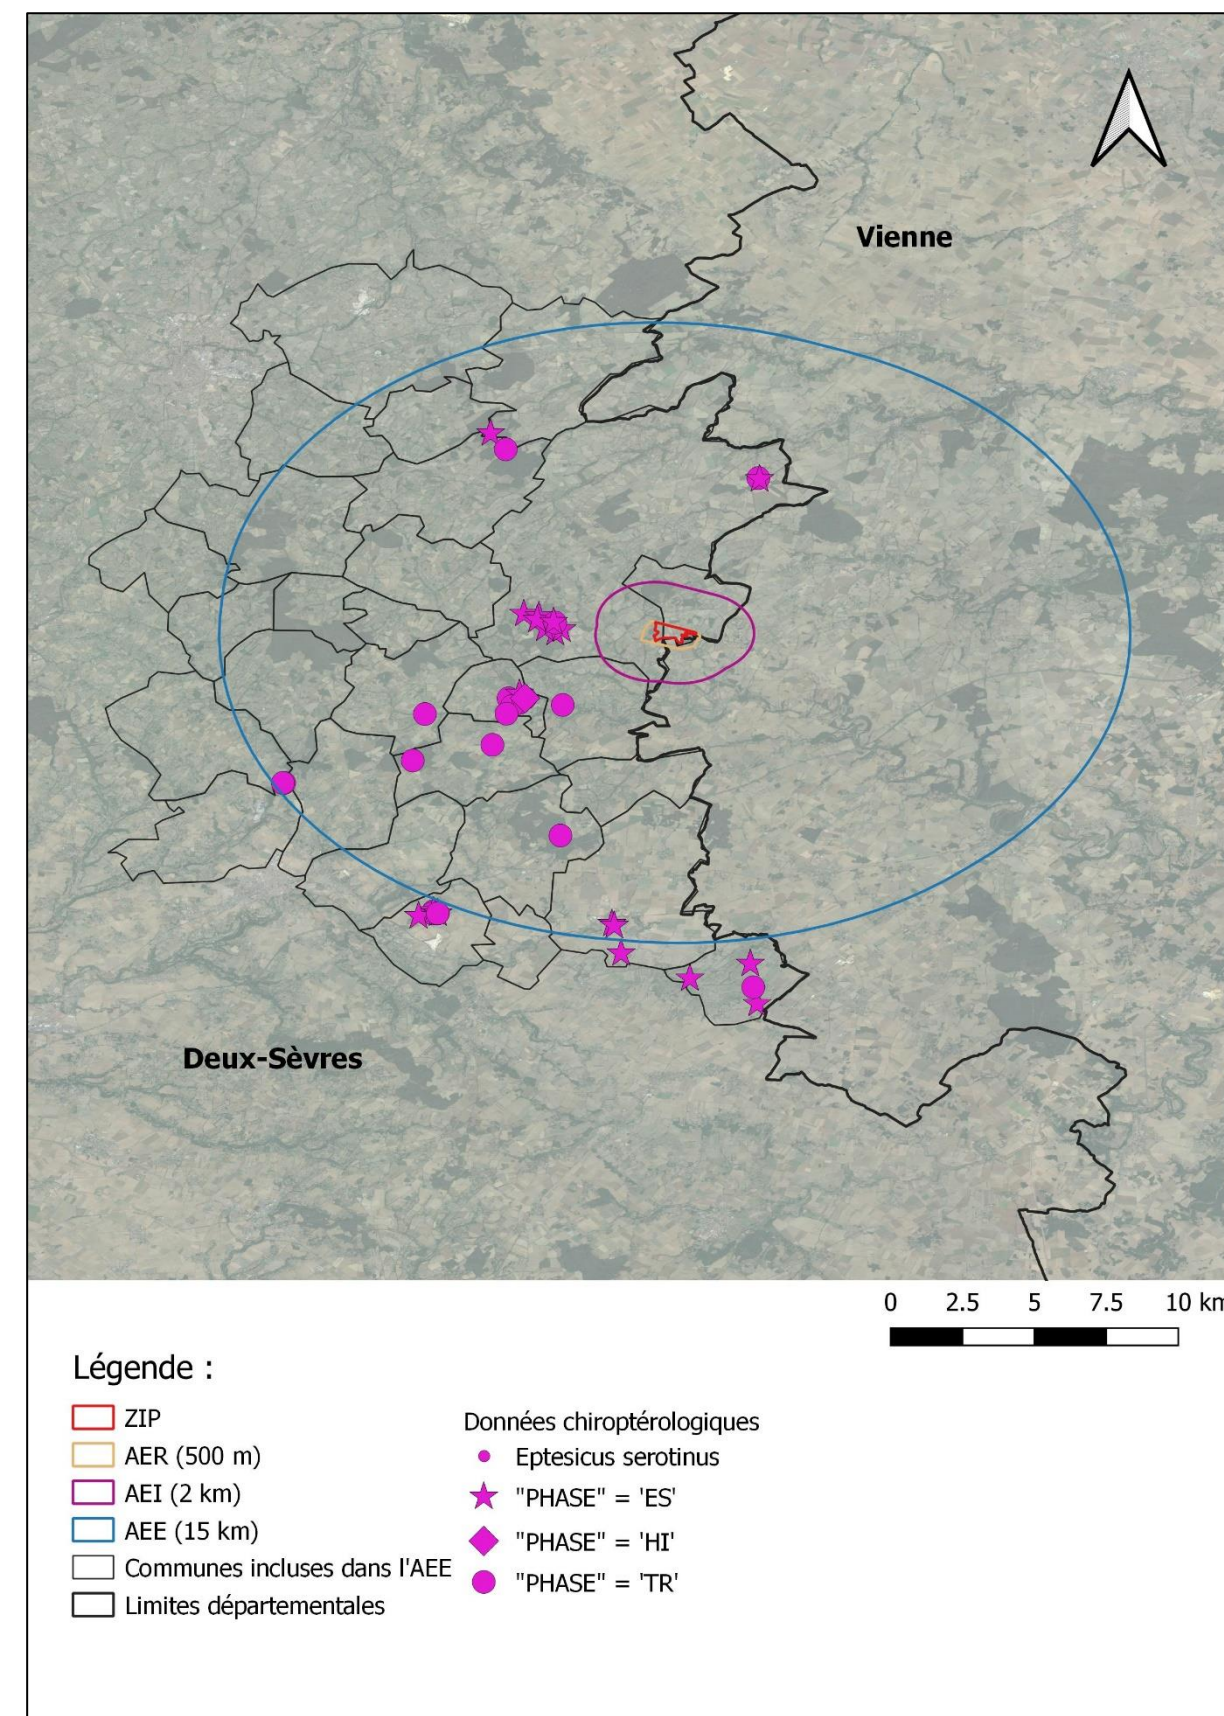 Vienne
Deux-Sèvres
0 2.5 5 7.5 10 km
Légende :
ZIP
AER (500 m)
AEI (2 km)
AEE (15 km)
Communes incluses dans l'AEE
Limites départementales
Données chiroptérologiques
Eptesicus serotinus
"PHASE" = 'ES'
"PHASE" = 'HI'
"PHASE" = 'TR'